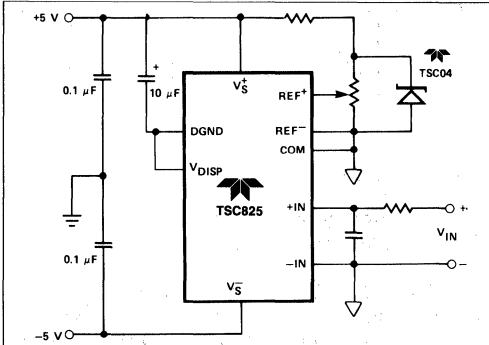 +5 V
+
TSC04
0.1 μF
10 μF
V_S^+
REF+
DGND
REF−
COM
V_DISP
TSC825
+IN
+
V_IN
0.1 μF
−IN
−
V_S^−
−5 V